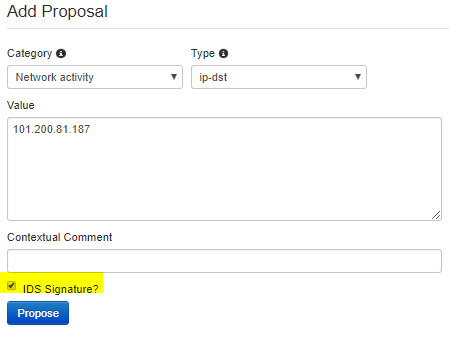 Add Proposal
Category Type
Network activity ip-dst
Value
101.200.81.187
Contextual Comment
IDS Signature?
Propose